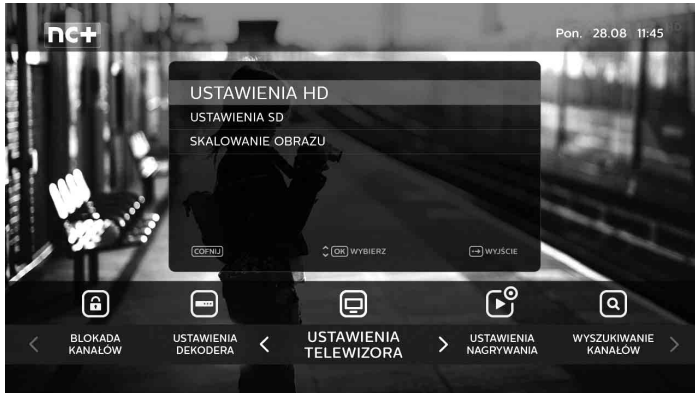 nc+
Pon. 28.08 11:45
USTAWIENIA HD
USTAWIENIA SD
SKALOWANIE OBRAZU
COFNIJ OK WYBIERZ WYJŚCIE
BLOKADA
KANAŁÓW
USTAWIENIA
DEKODERA
USTAWIENIA
TELEWIZORA
USTAWIENIA
NAGRYWANIA
WYSZUKIWANIE
KANAŁÓW